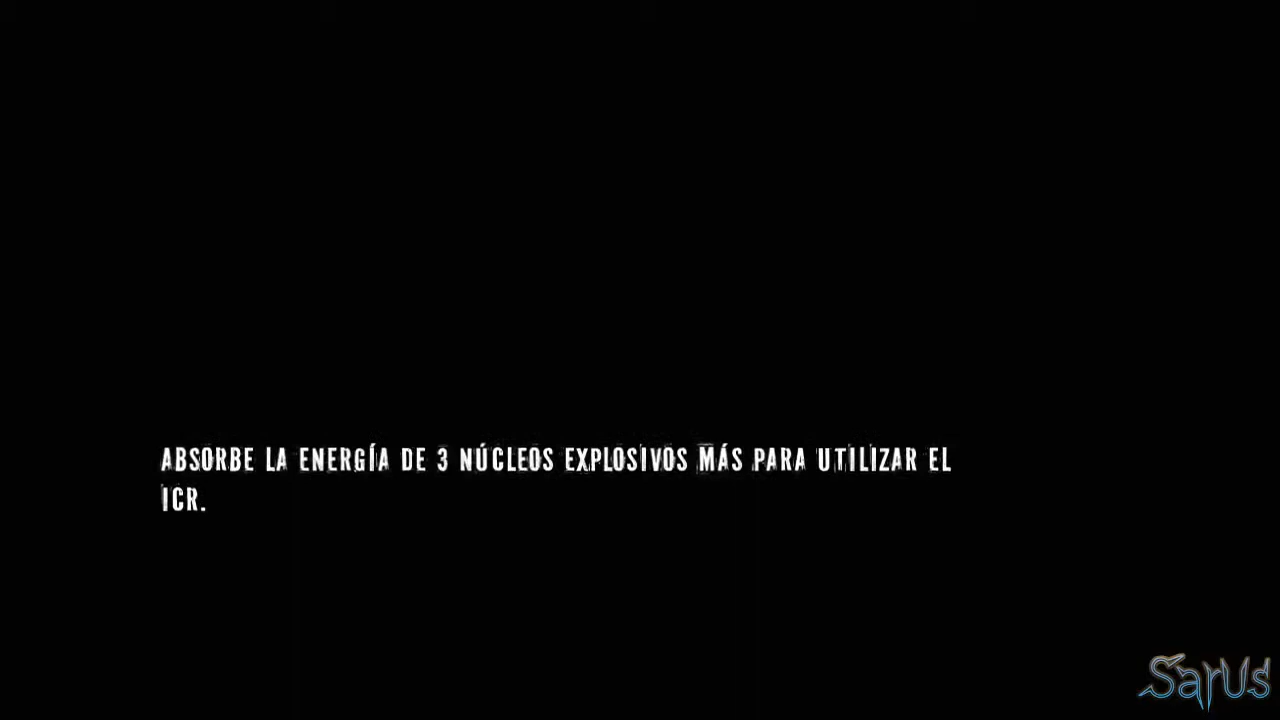 ABSORBE LA ENERGÍA DE 3 NÚCLEOS EXPLOSIVOS MÁS PARA UTILIZAR EL
ICR.
SarUs